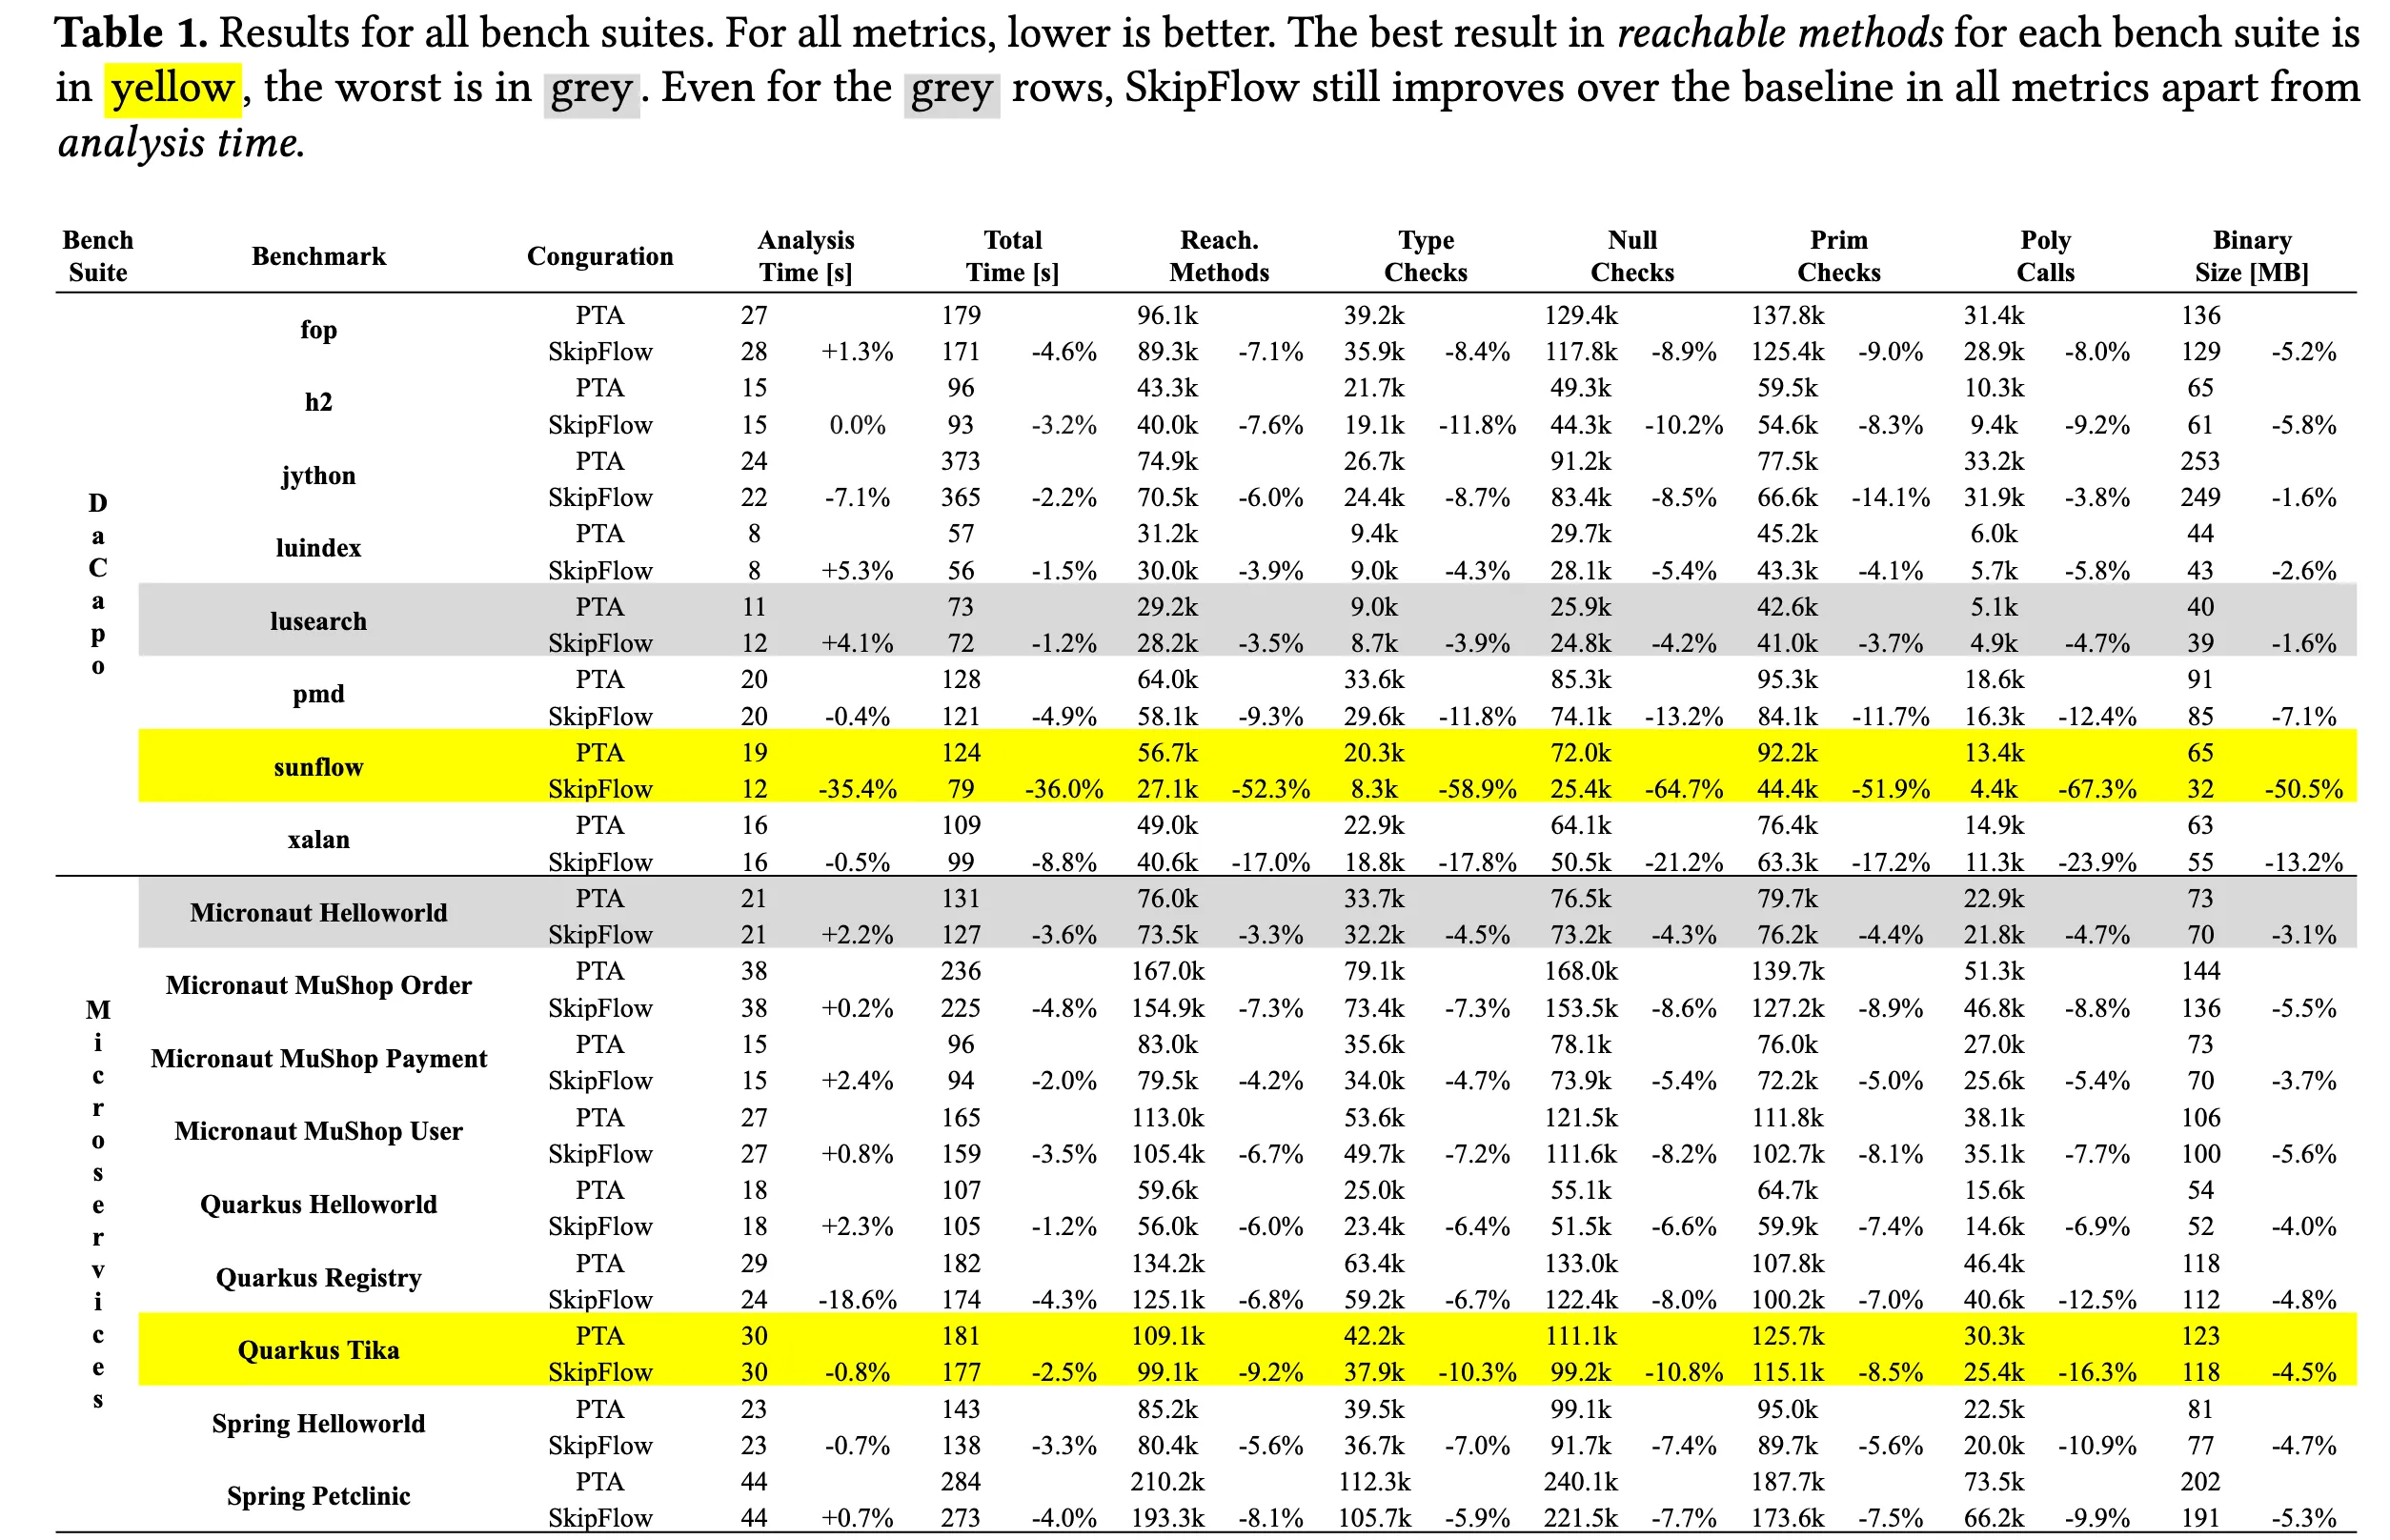 Table 1. Results for all bench suites. For all metrics, lower is better. The best result in reachable methods for each bench suite is
in yellow, the worst is in grey. Even for the grey rows, SkipFlow still improves over the baseline in all metrics apart from
analysis time.
Bench Suite Benchmark Conguration Analysis Time [s] Total Time [s] Reach. Methods Type Checks Null Checks Prim Checks Poly Calls Binary Size [MB]
DaCapo
fop PTA 27 179 96.1k 39.2k 129.4k 137.8k 31.4k 136
SkipFlow 28 +1.3% 171 -4.6% 89.3k -7.1% 35.9k -8.4% 117.8k -8.9% 125.4k -9.0% 28.9k -8.0% 129 -5.2%
h2 PTA 15 96 43.3k 21.7k 49.3k 59.5k 10.3k 65
SkipFlow 15 0.0% 93 -3.2% 40.0k -7.6% 19.1k -11.8% 44.3k -10.2% 54.6k -8.3% 9.4k -9.2% 61 -5.8%
jython PTA 24 373 74.9k 26.7k 91.2k 77.5k 33.2k 253
SkipFlow 22 -7.1% 365 -2.2% 70.5k -6.0% 24.4k -8.7% 83.4k -8.5% 66.6k -14.1% 31.9k -3.8% 249 -1.6%
luindex PTA 8 57 31.2k 9.4k 29.7k 45.2k 6.0k 44
SkipFlow 8 +5.3% 56 -1.5% 30.0k -3.9% 9.0k -4.3% 28.1k -5.4% 43.3k -4.1% 5.7k -5.8% 43 -2.6%
lusearch PTA 11 73 29.2k 9.0k 25.9k 42.6k 5.1k 40
SkipFlow 12 +4.1% 72 -1.2% 28.2k -3.5% 8.7k -3.9% 24.8k -4.2% 41.0k -3.7% 4.9k -4.7% 39 -1.6%
pmd PTA 20 128 64.0k 33.6k 85.3k 95.3k 18.6k 91
SkipFlow 20 -0.4% 121 -4.9% 58.1k -9.3% 29.6k -11.8% 74.1k -13.2% 84.1k -11.7% 16.3k -12.4% 85 -7.1%
sunflow PTA 19 124 56.7k 20.3k 72.0k 92.2k 13.4k 65
SkipFlow 12 -35.4% 79 -36.0% 27.1k -52.3% 8.3k -58.9% 25.4k -64.7% 44.4k -51.9% 4.4k -67.3% 32 -50.5%
xalan PTA 16 109 49.0k 22.9k 64.1k 76.4k 14.9k 63
SkipFlow 16 -0.5% 99 -8.8% 40.6k -17.0% 18.8k -17.8% 50.5k -21.2% 63.3k -17.2% 11.3k -23.9% 55 -13.2%
Microservices
Micronaut Helloworld PTA 21 131 76.0k 33.7k 76.5k 79.7k 22.9k 73
SkipFlow 21 +2.2% 127 -3.6% 73.5k -3.3% 32.2k -4.5% 73.2k -4.3% 76.2k -4.4% 21.8k -4.7% 70 -3.1%
Micronaut MuShop Order PTA 38 236 167.0k 79.1k 168.0k 139.7k 51.3k 144
SkipFlow 38 +0.2% 225 -4.8% 154.9k -7.3% 73.4k -7.3% 153.5k -8.6% 127.2k -8.9% 46.8k -8.8% 136 -5.5%
Micronaut MuShop Payment PTA 15 96 83.0k 35.6k 78.1k 76.0k 27.0k 73
SkipFlow 15 +2.4% 94 -2.0% 79.5k -4.2% 34.0k -4.7% 73.9k -5.4% 72.2k -5.0% 25.6k -5.4% 70 -3.7%
Micronaut MuShop User PTA 27 165 113.0k 53.6k 121.5k 111.8k 38.1k 106
SkipFlow 27 +0.8% 159 -3.5% 105.4k -6.7% 49.7k -7.2% 111.6k -8.2% 102.7k -8.1% 35.1k -7.7% 100 -5.6%
Quarkus Helloworld PTA 18 107 59.6k 25.0k 55.1k 64.7k 15.6k 54
SkipFlow 18 +2.3% 105 -1.2% 56.0k -6.0% 23.4k -6.4% 51.5k -6.6% 59.9k -7.4% 14.6k -6.9% 52 -4.0%
Quarkus Registry PTA 29 182 134.2k 63.4k 133.0k 107.8k 46.4k 118
SkipFlow 24 -18.6% 174 -4.3% 125.1k -6.8% 59.2k -6.7% 122.4k -8.0% 100.2k -7.0% 40.6k -12.5% 112 -4.8%
Quarkus Tika PTA 30 181 109.1k 42.2k 111.1k 125.7k 30.3k 123
SkipFlow 30 -0.8% 177 -2.5% 99.1k -9.2% 37.9k -10.3% 99.2k -10.8% 115.1k -8.5% 25.4k -16.3% 118 -4.5%
Spring Helloworld PTA 23 143 85.2k 39.5k 99.1k 95.0k 22.5k 81
SkipFlow 23 -0.7% 138 -3.3% 80.4k -5.6% 36.7k -7.0% 91.7k -7.4% 89.7k -5.6% 20.0k -10.9% 77 -4.7%
Spring Petclinic PTA 44 284 210.2k 112.3k 240.1k 187.7k 73.5k 202
SkipFlow 44 +0.7% 273 -4.0% 193.3k -8.1% 105.7k -5.9% 221.5k -7.7% 173.6k -7.5% 66.2k -9.9% 191 -5.3%